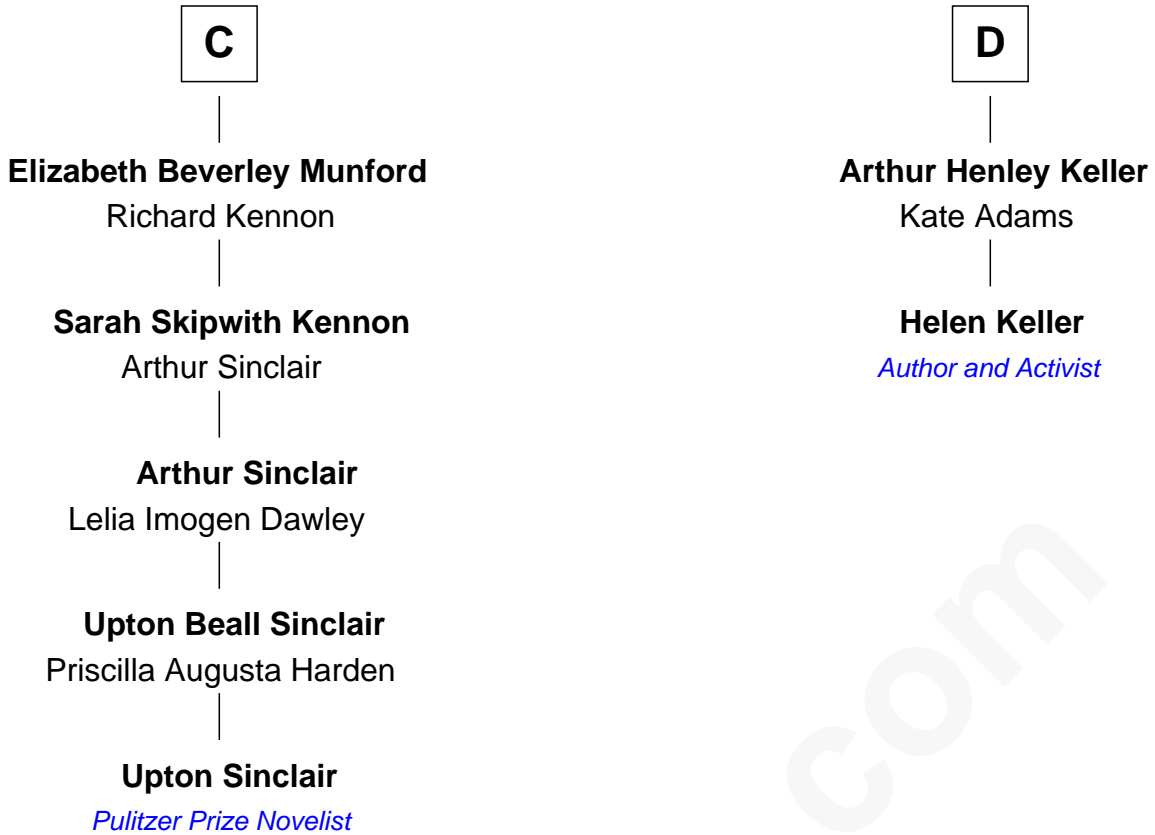 C
Elizabeth Beverley Munford
Richard Kennon
Sarah Skipwith Kennon
Arthur Sinclair
Arthur Sinclair
Lelia Imogen Dawley
Upton Beall Sinclair
Priscilla Augusta Harden
Upton Sinclair
Pulitzer Prize Novelist
D
Arthur Henley Keller
Kate Adams
Helen Keller
Author and Activist
com